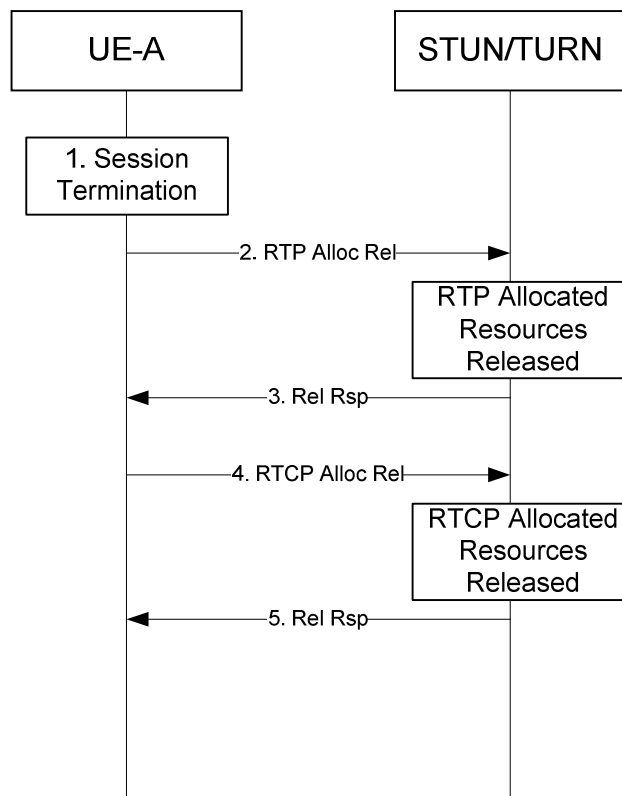 UE-A
STUN/TURN
1. Session
Termination
2. RTP Alloc Rel
RTP Allocated
Resources
Released
3. Rel Rsp
4. RTCP Alloc Rel
RTCP Allocated
Resources
Released
5. Rel Rsp